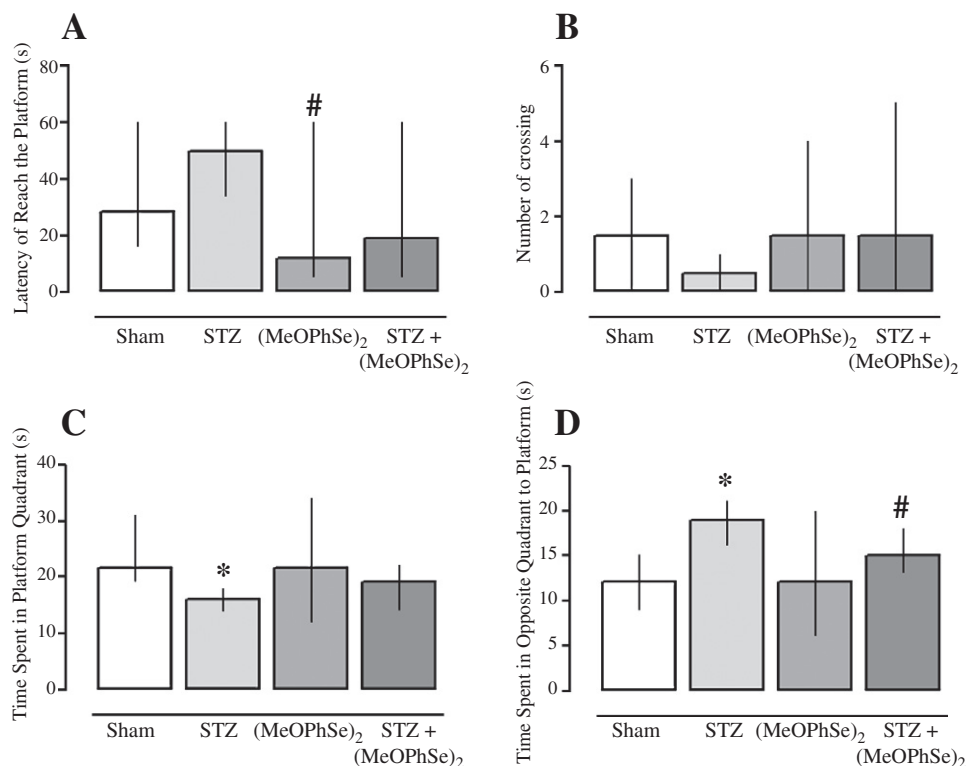 A
Latency of Reach the Platform (s)
80
60
40
20
0
#
Sham
STZ
(MeOPhSe)2
STZ +
(MeOPhSe)2
B
Number of crossing
6
4
2
0
Sham
STZ
(MeOPhSe)2
STZ +
(MeOPhSe)2
C
Time Spent in Platform Quadrant (s)
40
30
20
10
0
*
Sham
STZ
(MeOPhSe)2
STZ +
(MeOPhSe)2
D
Time Spent in Opposite Quadrant to Platform (s)
25
20
15
10
5
0
*
#
Sham
STZ
(MeOPhSe)2
STZ +
(MeOPhSe)2